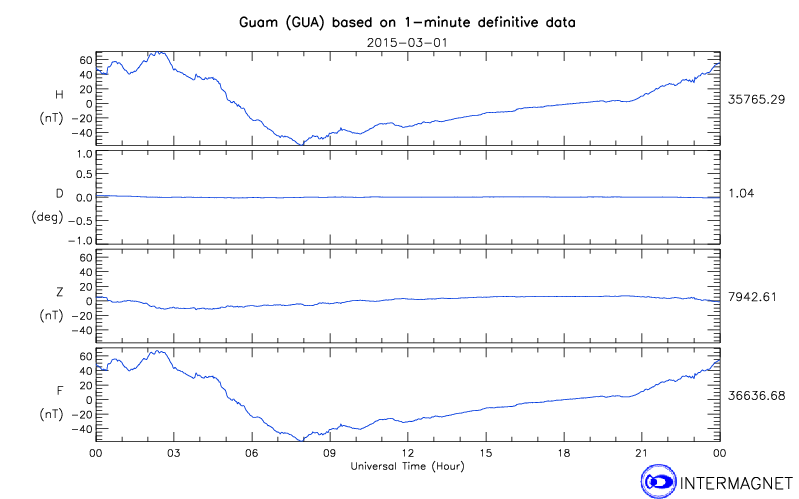 Guam (GUA) based on 1-minute definitive data
2015-03-01
60
40
20
0
-20
-40
H
(nT)
35765.29
1.0
0.5
0.0
-0.5
-1.0
D
(deg)
1.04
60
40
20
0
-20
-40
Z
(nT)
7942.61
60
40
20
0
-20
-40
F
(nT)
36636.68
00 03 06 09 12 15 18 21 00
Universal Time (Hour)
INTERMAGNET